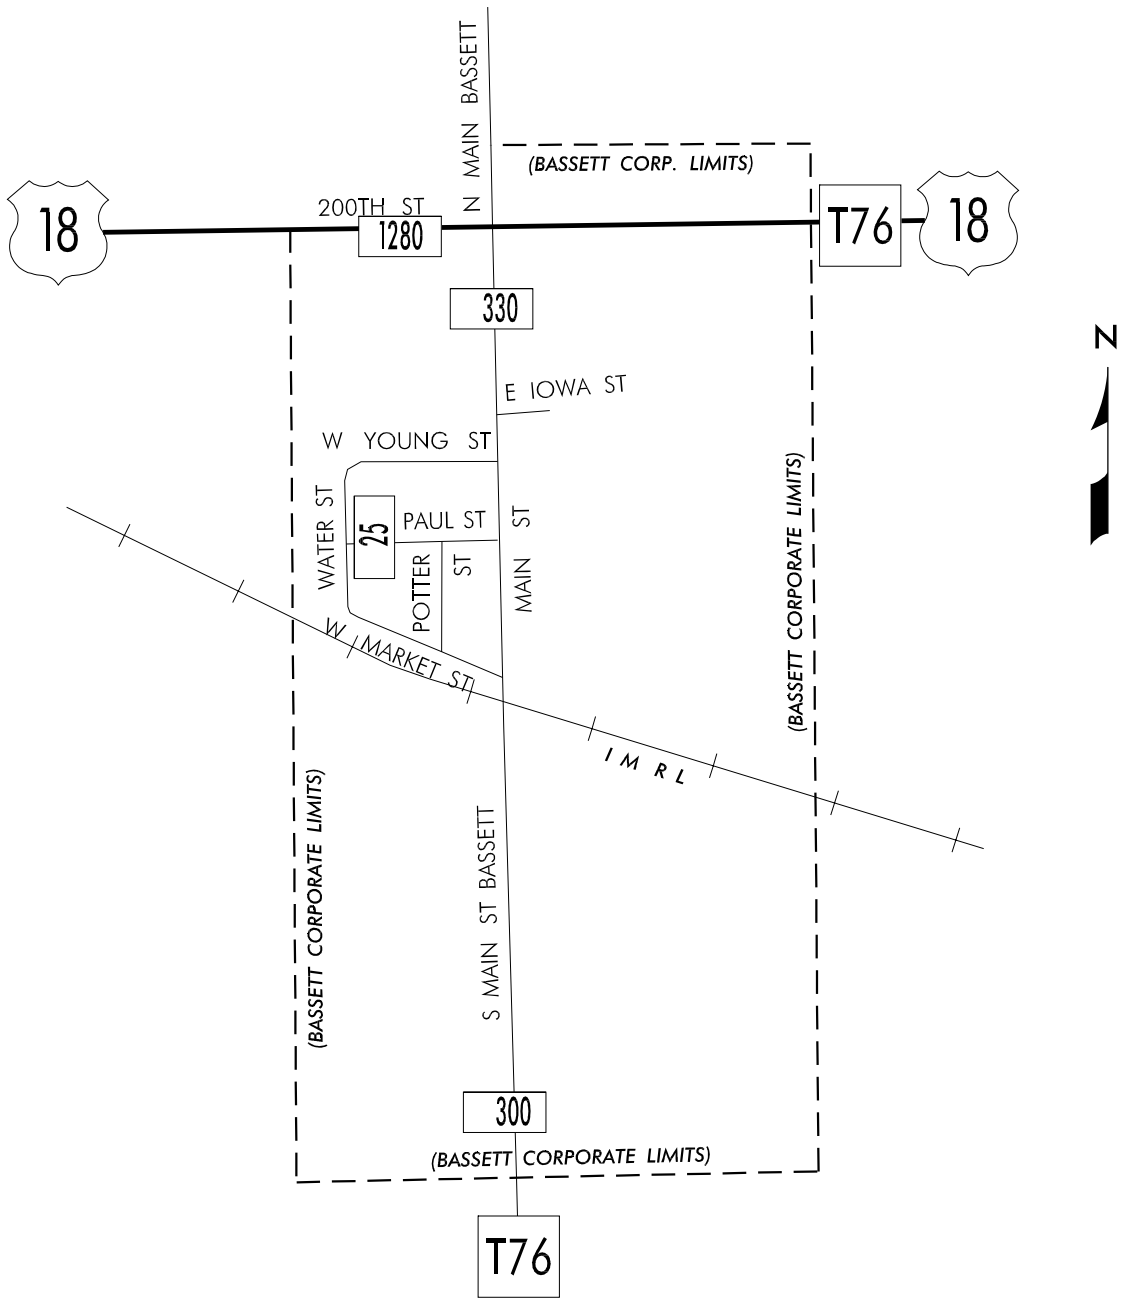 N MAIN BASSETT
(BASSETT CORP. LIMITS)
18
200TH ST
1280
T76
18
330
N
E IOWA ST
W YOUNG ST
WATER ST
25
PAUL ST
POTTER ST
MAIN ST
(BASSETT CORPORATE LIMITS)
W MARKET ST
IMRL
(BASSETT CORPORATE LIMITS)
S MAIN ST BASSETT
300
(BASSETT CORPORATE LIMITS)
T76